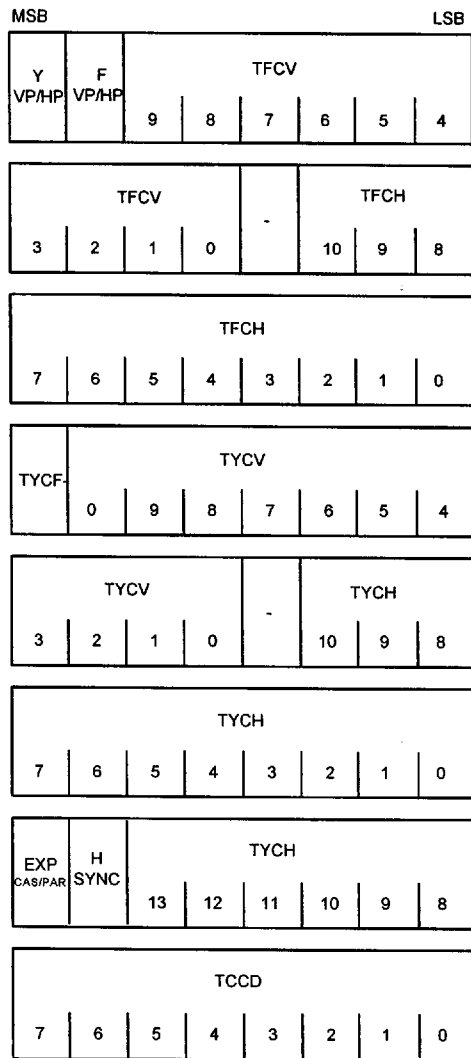 MSB LSB
Y F TFCV
VP/HP VP/HP
9 8 7 6 5 4
TFCV - TFCH
3 2 1 0 10 9 8
TFCH
7 6 5 4 3 2 1 0
TYCF- TYCV
0 9 8 7 6 5 4
TYCV - TYCH
3 2 1 0 10 9 8
TYCH
7 6 5 4 3 2 1 0
EXP H TYCH
CAS/PAR SYNC
13 12 11 10 9 8
TCCD
7 6 5 4 3 2 1 0